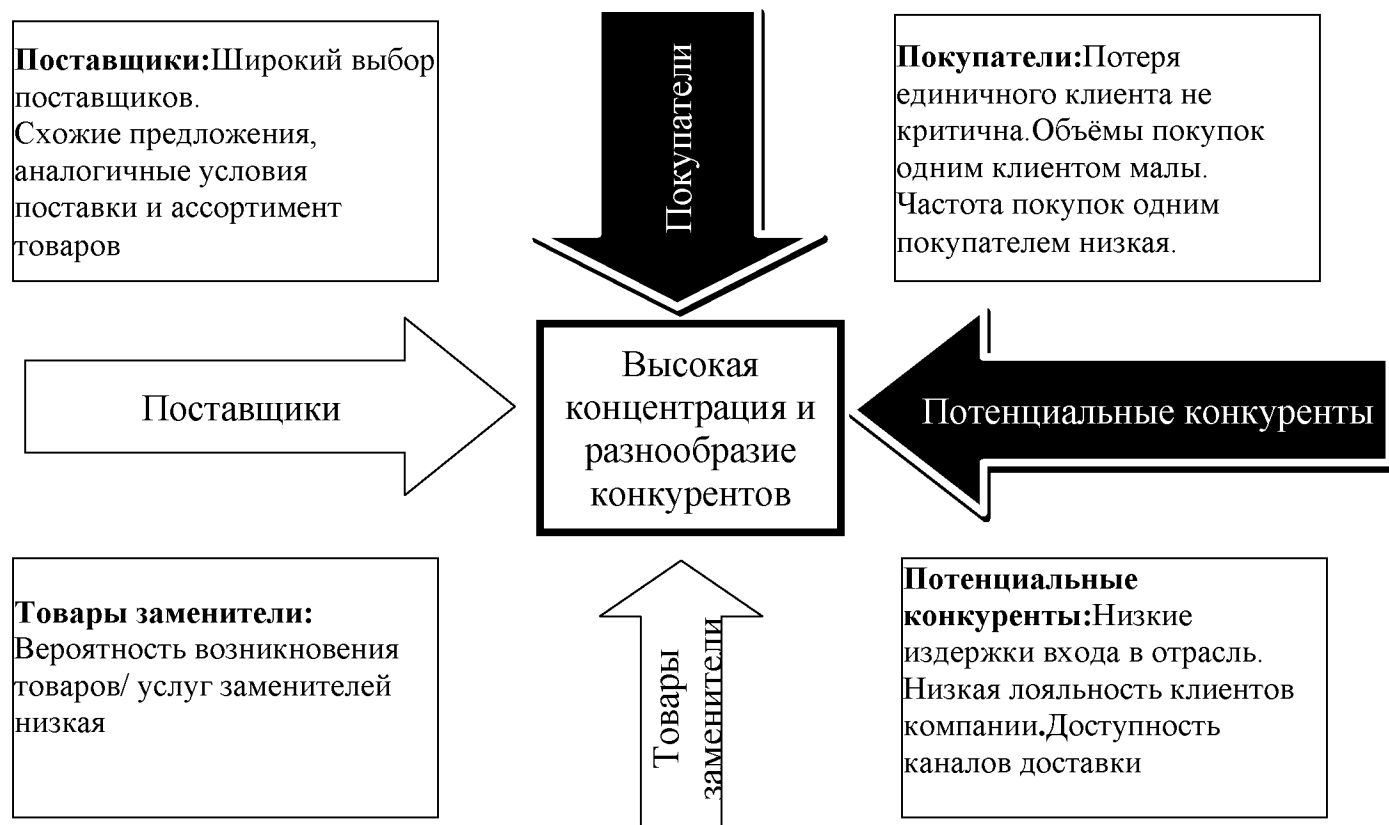 Поставщики:Широкий выбор
поставщиков.
Схожие предложения,
аналогичные условия
поставки и ассортимент
товаров
Покупатели
Покупатели:Потеря
единичного клиента не
критична.Объёмы покупок
одним клиентом малы.
Частота покупок одним
покупателем низкая.
Поставщики
Высокая
концентрация и
разнообразие
конкурентов
Потенциальные конкуренты
Товары заменители:
Вероятность возникновения
товаров/ услуг заменителей
низкая
Товары
заменители
Потенциальные
конкуренты:Низкие
издержки входа в отрасль.
Низкая лояльность клиентов
компании.Доступность
каналов доставки